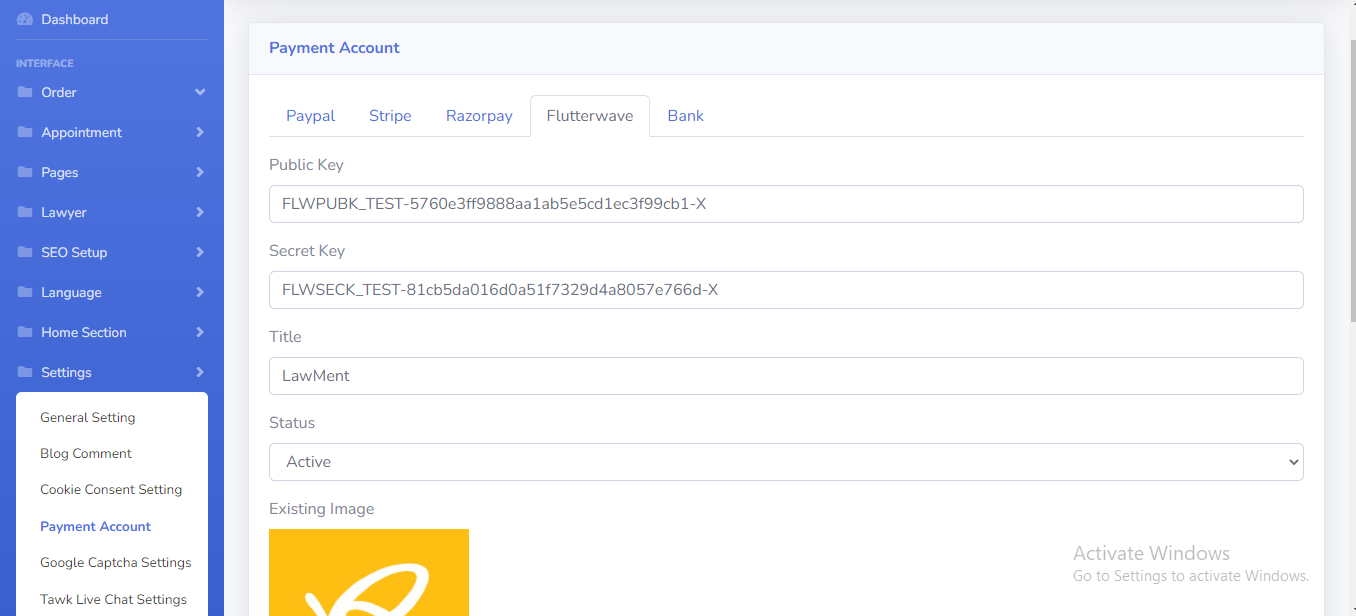 Dashboard
INTERFACE
Order
Appointment
Pages
Lawyer
SEO Setup
Language
Home Section
Settings
General Setting
Blog Comment
Cookie Consent Setting
Payment Account
Google Captcha Settings
Tawk Live Chat Settings
Payment Account
Paypal Stripe Razorpay Flutterwave Bank
Public Key
FLWPUBK_TEST-5760e3ff9888aa1ab5e5cd1ec3f99cb1-X
Secret Key
FLWSECK_TEST-81cb5da016d0a51f7329d4a8057e766d-X
Title
LawMent
Status
Active
Existing Image
Activate Windows
Go to Settings to activate Windows.